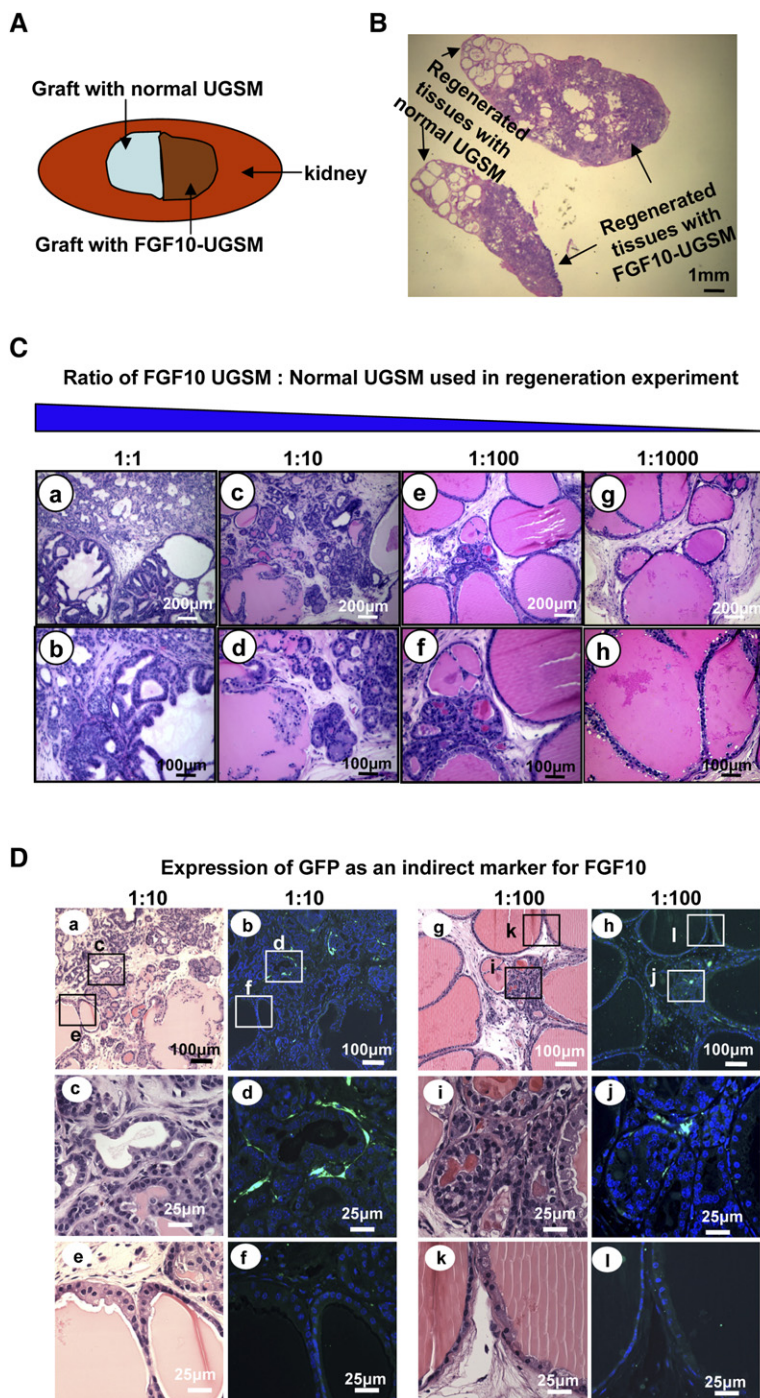 A
Graft with normal UGSM
kidney
Graft with FGF10-UGSM
B
Regenerated
tissues with
normal UGSM
Regenerated
tissues with
FGF10-UGSM
1mm
C
Ratio of FGF10 UGSM : Normal UGSM used in regeneration experiment
1:1 1:10 1:100 1:1000
a c e g
200µm 200µm 200µm 200µm
b d f h
100µm 100µm 100µm 100µm
D
Expression of GFP as an indirect marker for FGF10
1:10 1:10 1:100 1:100
a b g h
c d k l
f i j
e
100µm 100µm 100µm 100µm
c d i j
25µm 25µm 25µm 25µm
e f k l
25µm 25µm 25µm 25µm